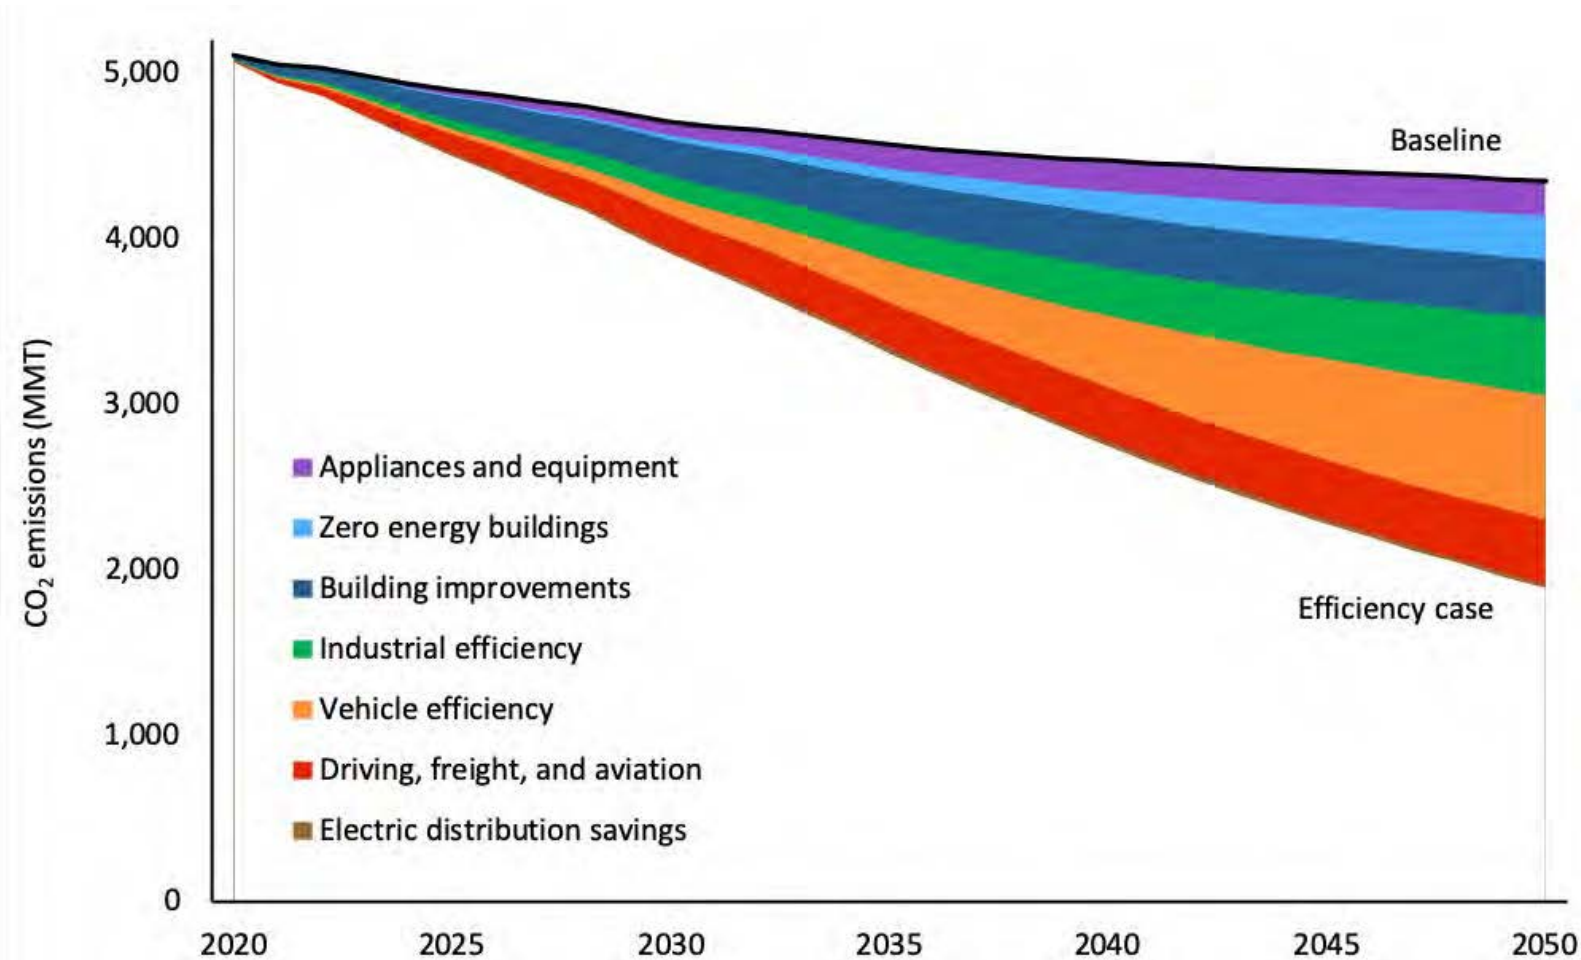 5,000
4,000
3,000
2,000
1,000
0
CO₂ emissions (MMT)
Baseline
Efficiency case
Appliances and equipment
Zero energy buildings
Building improvements
Industrial efficiency
Vehicle efficiency
Driving, freight, and aviation
Electric distribution savings
2020 2025 2030 2035 2040 2045 2050